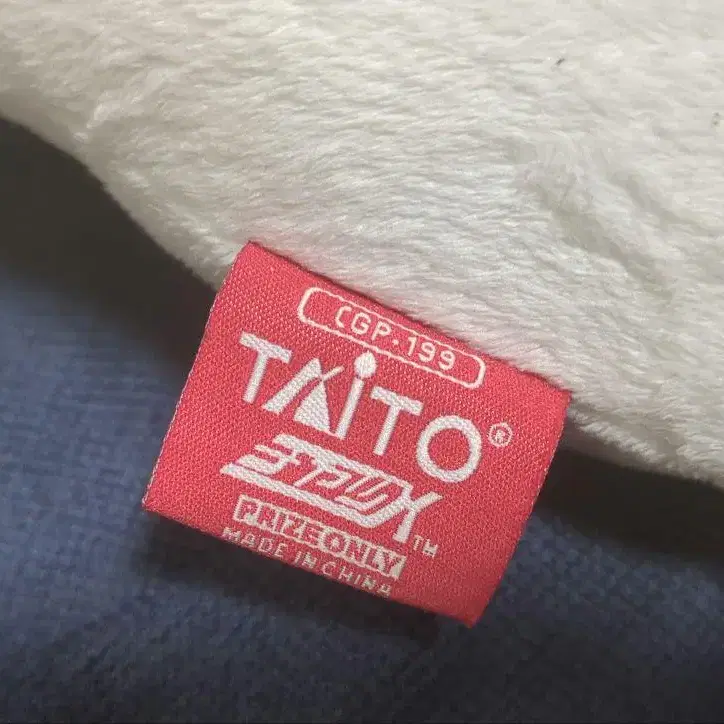 CGP.199
TAITO®
PRIZE ONLY
MADE IN CHINA